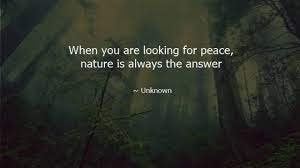 When you are looking for peace,
nature is always the answer
~ Unknown